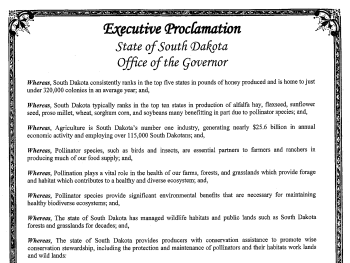 Executive Proclamation
State of South Dakota
Office of the Governor
Whereas, South Dakota consistently ranks in the top five states in pounds of honey produced and is home to just
under 320,000 colonies in an average year; and,
Whereas, South Dakota typically ranks in the top ten states in production of alfalfa hay, flaxseed, sunflower
seed, proso millet, wheat, sorghum corn, and soybeans many benefitting in part due to pollinator species; and,
Whereas, Agriculture is South Dakota's number one industry, generating nearly $25.6 billion in annual
economic activity and employing over 115,000 South Dakotans; and,
Whereas, Pollinator species, such as birds and insects, are essential partners to farmers and ranchers in
producing much of our food supply; and,
Whereas, Pollination plays a vital role in the health of our farms, forests, and grasslands which provide forage
and habitat which contributes to a healthy and diverse ecosystem; and,
Whereas, Pollinator species provide significant environmental benefits that are necessary for maintaining
healthy biodiverse ecosystems; and,
Whereas, The state of South Dakota has managed wildlife habitats and public lands such as South Dakota
forests and grasslands for decades; and,
Whereas, The state of South Dakota provides producers with conservation assistance to promote wise
conservation stewardship, including the protection and maintenance of pollinators and their habitats work lands
and wild lands: